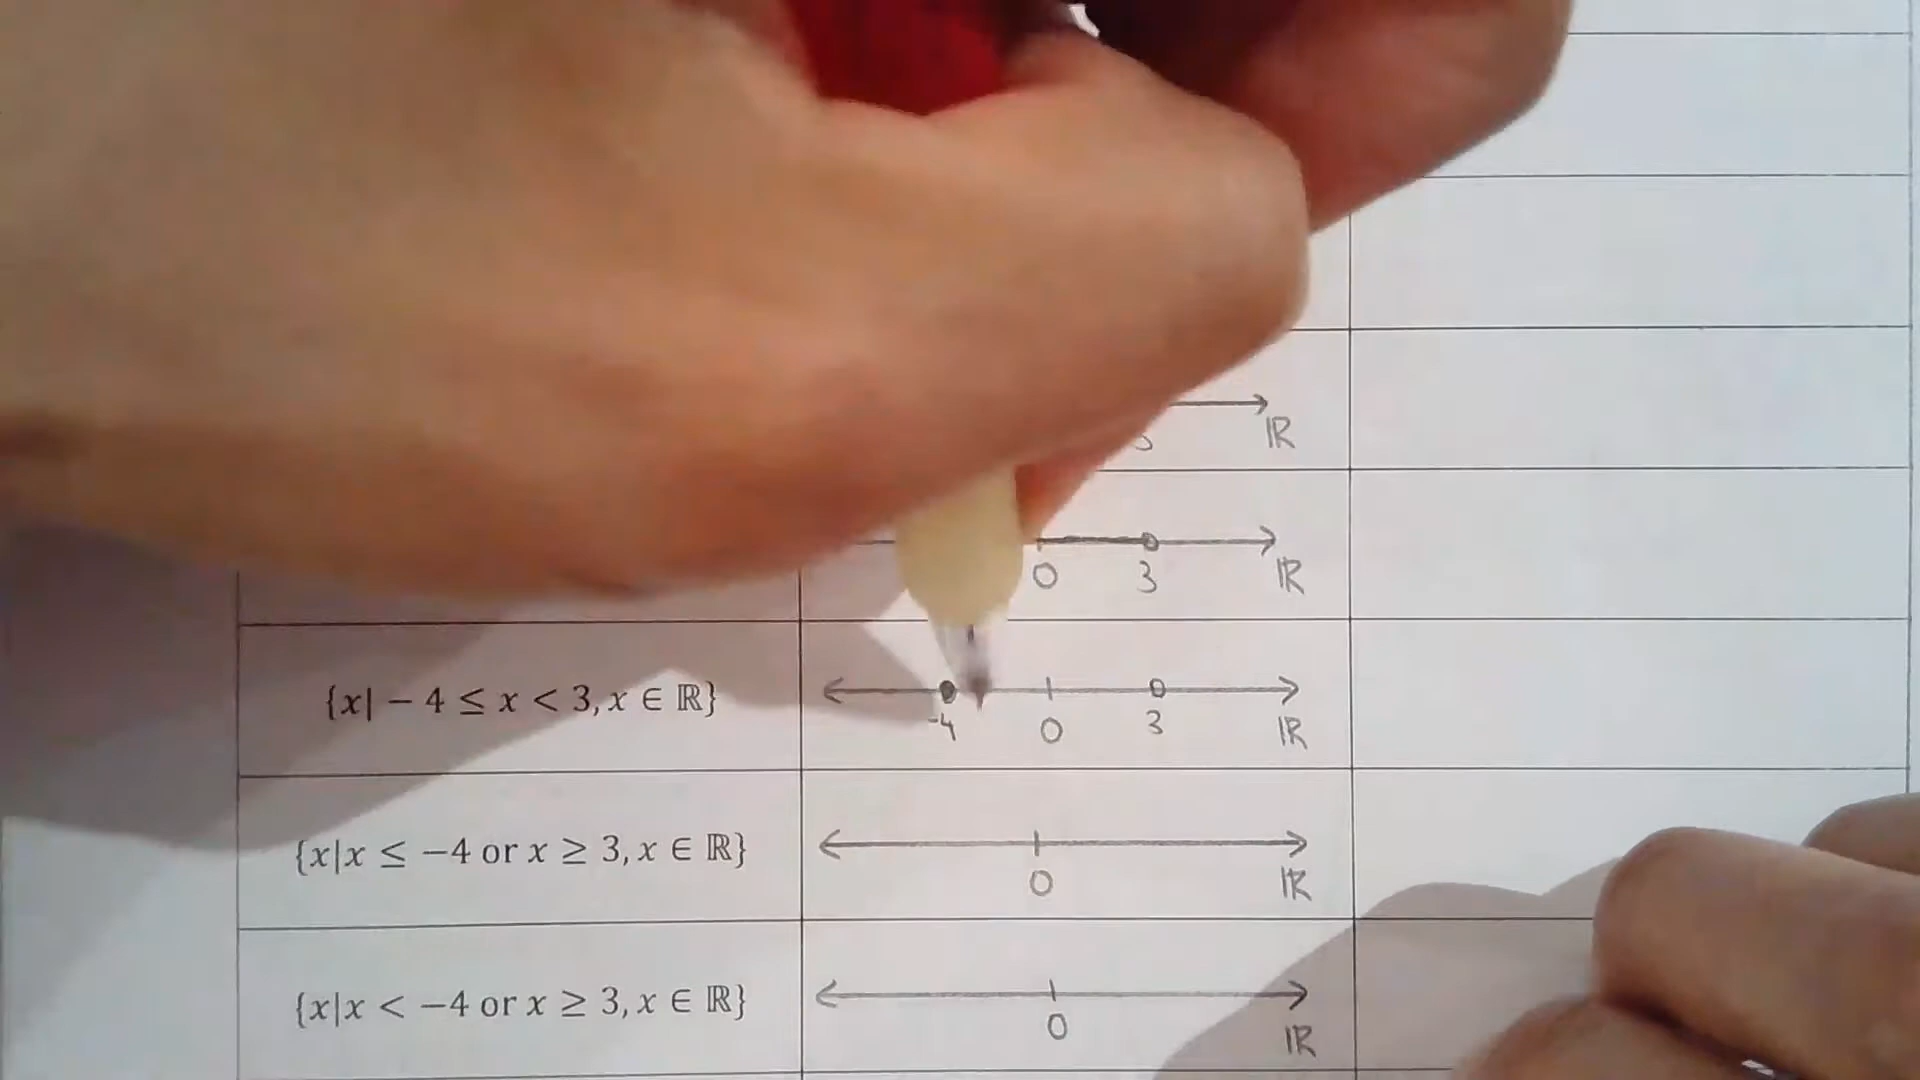 ℝ
0 3 ℝ
{x| − 4 ≤ x < 3, x ∈ ℝ}
-4 0 3 ℝ
{x|x ≤ −4 or x ≥ 3, x ∈ ℝ}
0 ℝ
{x|x < −4 or x ≥ 3, x ∈ ℝ}
0 ℝ